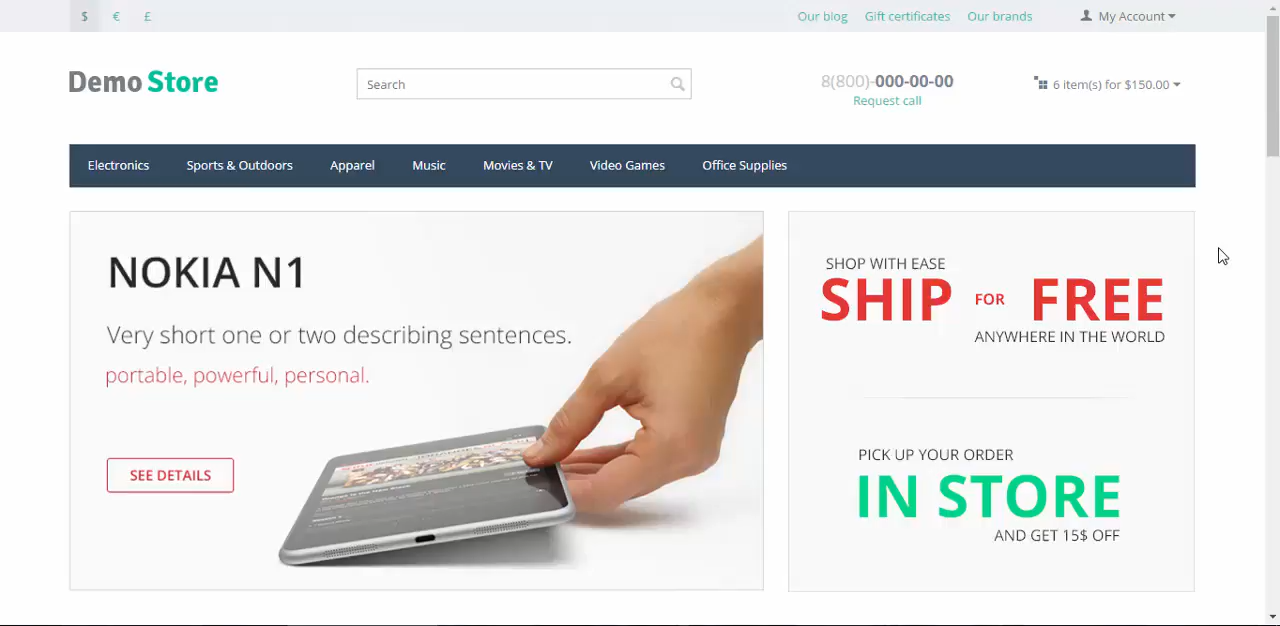 $ € £ Our blog Gift certificates Our brands My Account
Demo Store Search 8(800)-000-00-00 6 item(s) for $150.00
Request call
Electronics Sports & Outdoors Apparel Music Movies & TV Video Games Office Supplies
NOKIA N1
Very short one or two describing sentences.
portable, powerful, personal.
SEE DETAILS
SHOP WITH EASE
SHIP FOR FREE
ANYWHERE IN THE WORLD
PICK UP YOUR ORDER
IN STORE
AND GET 15$ OFF